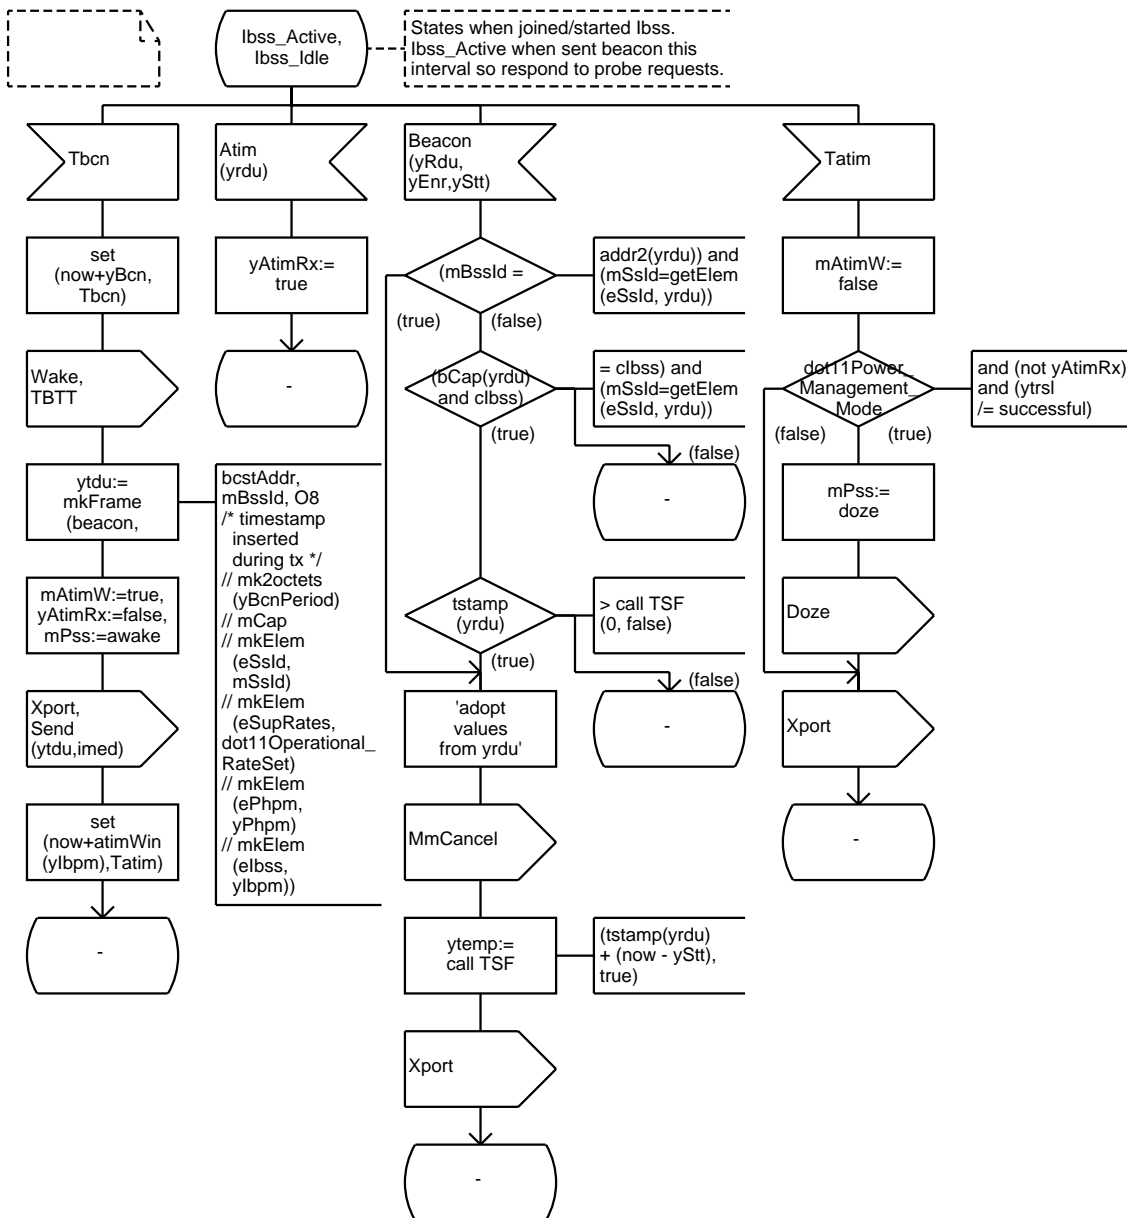 Ibss_Active,
Ibss_Idle
States when joined/started Ibss.
Ibss_Active when sent beacon this
interval so respond to probe requests.
Tbcn
set
(now+yBcn,
Tbcn)
Wake,
TBTT
ytdu:=
mkFrame
(beacon,
bcstAddr,
mBssId, O8
/* timestamp
inserted
during tx */
// mk2octets
(yBcnPeriod)
// mCap
// mkElem
(eSsId,
mSsId)
// mkElem
(eSupRates,
dot11Operational_
RateSet)
// mkElem
(ePhpm,
yPhpm)
// mkElem
(eIbss,
yIbpm))
mAtimW:=true,
yAtimRx:=false,
mPss:=awake
Xport,
Send
(ytdu,imed)
set
(now+atimWin
(yIbpm),Tatim)
-
Atim
(yrdu)
yAtimRx:=
true
-
Beacon
(yRdu,
yEnr,yStt)
(mBssId =
addr2(yrdu)) and
(mSsId=getElem
(eSsId, yrdu))
(true)
(false)
(bCap(yrdu)
and cIbss)
= cIbss) and
(mSsId=getElem
(eSsId, yrdu))
(true)
(false)
-
tstamp
(yrdu)
> call TSF
(0, false)
(true)
(false)
-
'adopt
values
from yrdu'
MmCancel
ytemp:=
call TSF
(tstamp(yrdu)
+ (now - yStt),
true)
Xport
-
Tatim
mAtimW:=
false
dot11Power_
Management_
Mode
and (not yAtimRx)
and (ytrsl
/= successful)
(false)
(true)
mPss:=
doze
Doze
Xport
-